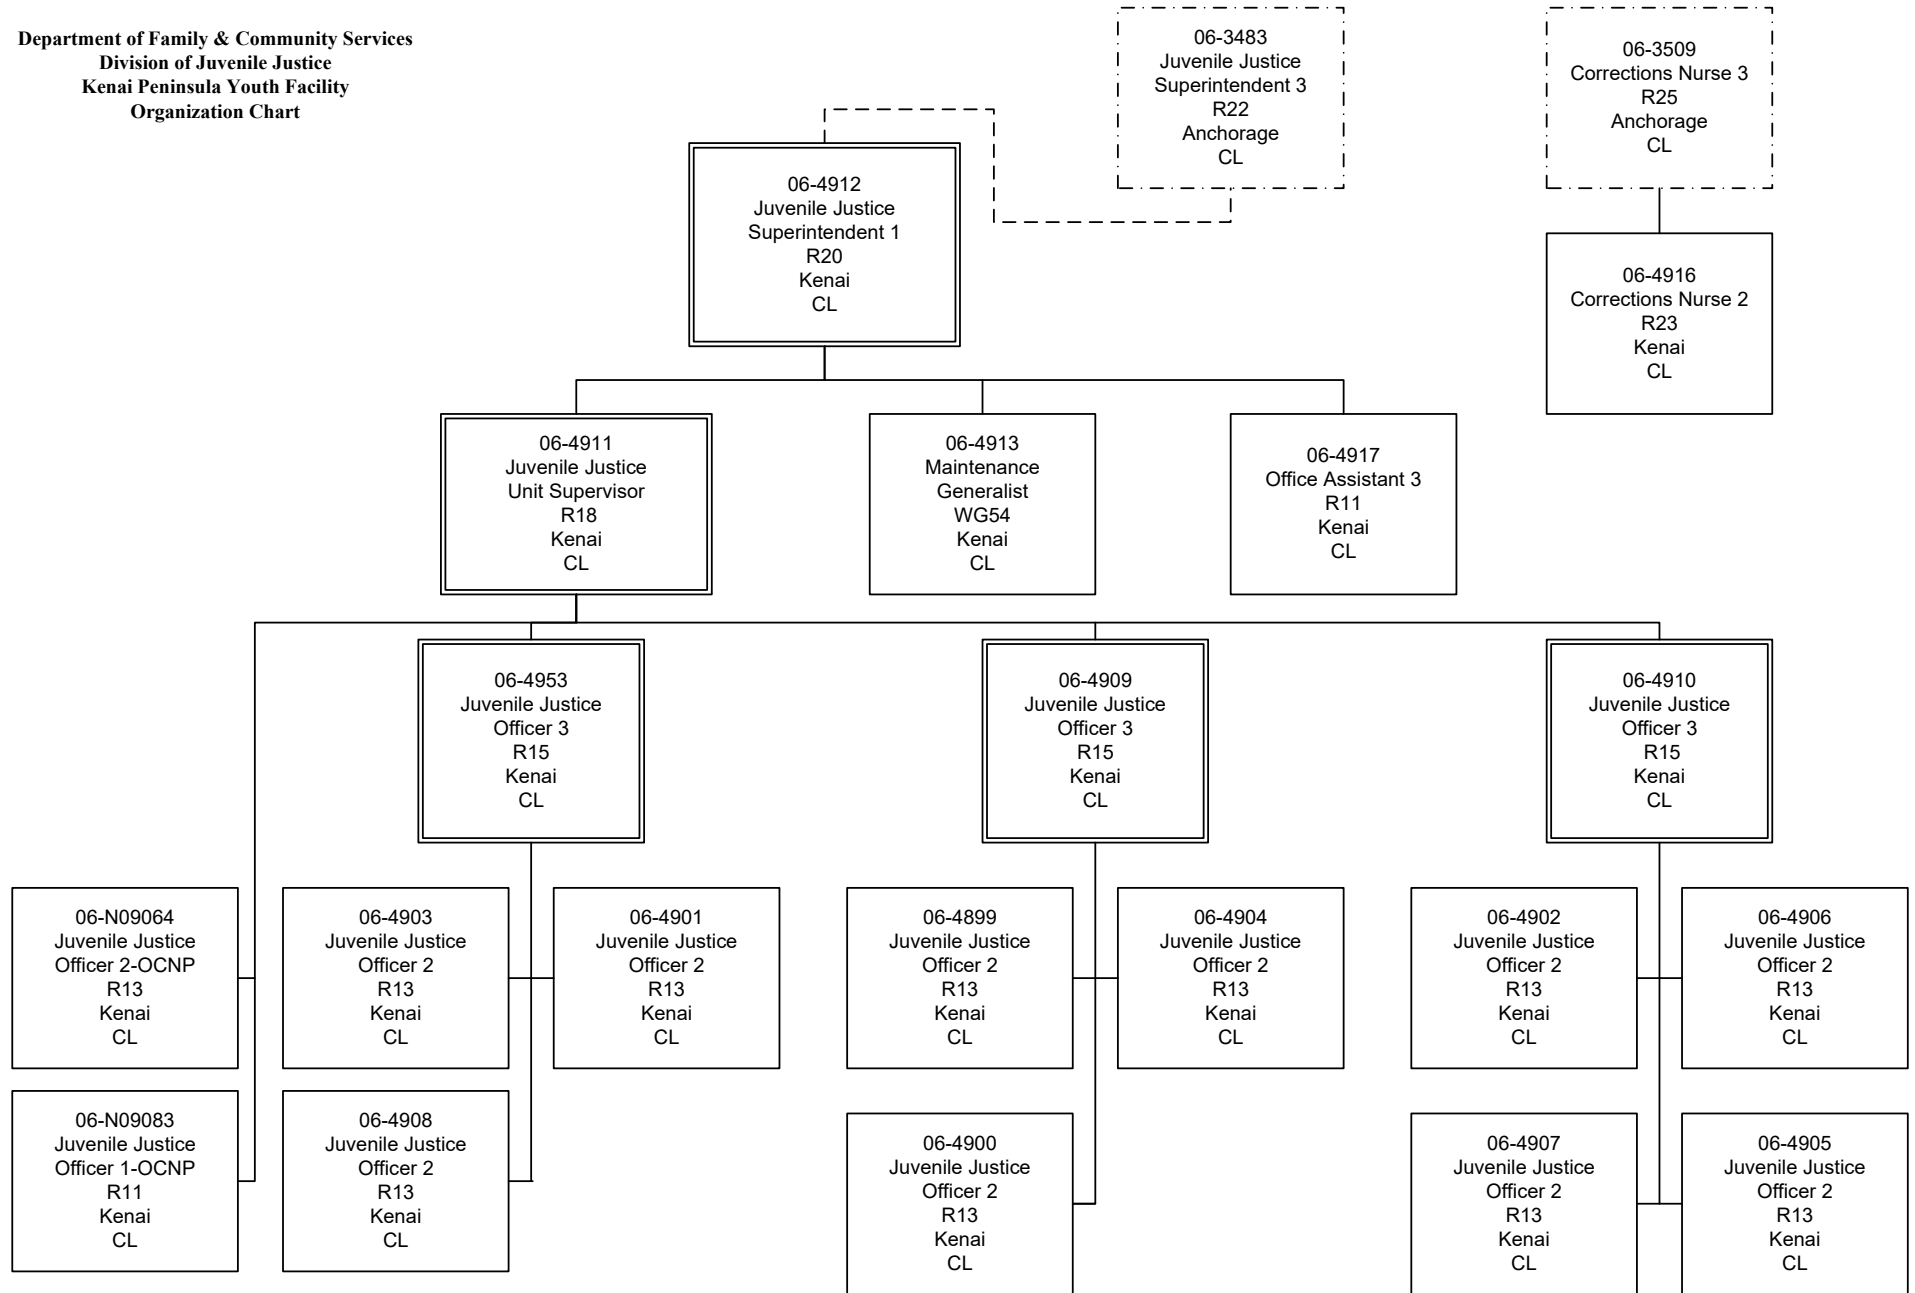 Department of Family & Community Services
Division of Juvenile Justice
Kenai Peninsula Youth Facility
Organization Chart
06-3483
Juvenile Justice
Superintendent 3
R22
Anchorage
CL
06-3509
Corrections Nurse 3
R25
Anchorage
CL
06-4912
Juvenile Justice
Superintendent 1
R20
Kenai
CL
06-4916
Corrections Nurse 2
R23
Kenai
CL
06-4911
Juvenile Justice
Unit Supervisor
R18
Kenai
CL
06-4913
Maintenance
Generalist
WG54
Kenai
CL
06-4917
Office Assistant 3
R11
Kenai
CL
06-4953
Juvenile Justice
Officer 3
R15
Kenai
CL
06-4909
Juvenile Justice
Officer 3
R15
Kenai
CL
06-4910
Juvenile Justice
Officer 3
R15
Kenai
CL
06-N09064
Juvenile Justice
Officer 2-OCNP
R13
Kenai
CL
06-4903
Juvenile Justice
Officer 2
R13
Kenai
CL
06-4901
Juvenile Justice
Officer 2
R13
Kenai
CL
06-4899
Juvenile Justice
Officer 2
R13
Kenai
CL
06-4904
Juvenile Justice
Officer 2
R13
Kenai
CL
06-4902
Juvenile Justice
Officer 2
R13
Kenai
CL
06-4906
Juvenile Justice
Officer 2
R13
Kenai
CL
06-N09083
Juvenile Justice
Officer 1-OCNP
R11
Kenai
CL
06-4908
Juvenile Justice
Officer 2
R13
Kenai
CL
06-4900
Juvenile Justice
Officer 2
R13
Kenai
CL
06-4907
Juvenile Justice
Officer 2
R13
Kenai
CL
06-4905
Juvenile Justice
Officer 2
R13
Kenai
CL